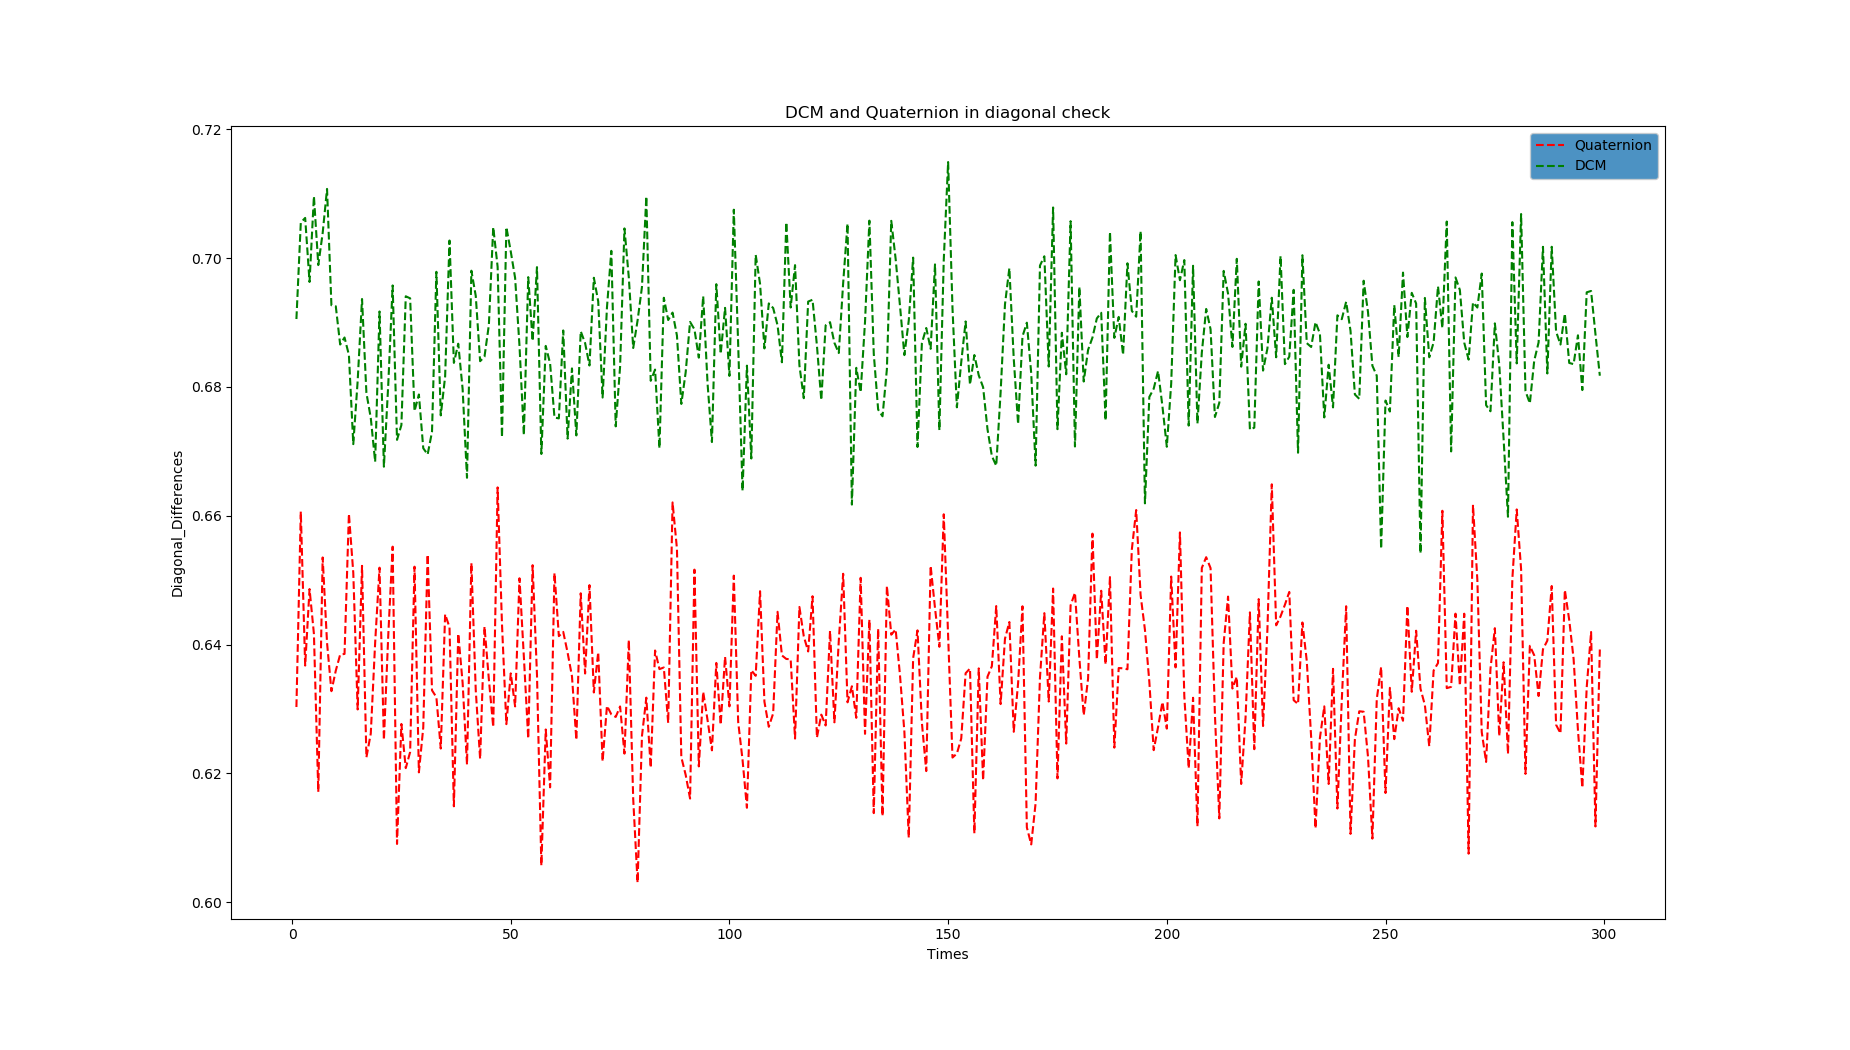 DCM and Quaternion in diagonal check
Quaternion
DCM
0.72
0.70
0.68
0.66
0.64
0.62
0.60
Diagonal_Differences
0 50 100 150 200 250 300
Times